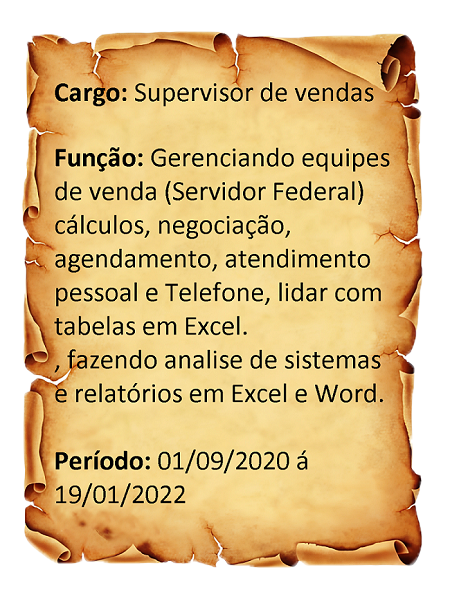 Cargo: Supervisor de vendas
Função: Gerenciando equipes
de venda (Servidor Federal)
cálculos, negociação,
agendamento, atendimento
pessoal e Telefone, lidar com
tabelas em Excel.
, fazendo analise de sistemas
e relatórios em Excel e Word.
Período: 01/09/2020 á
19/01/2022